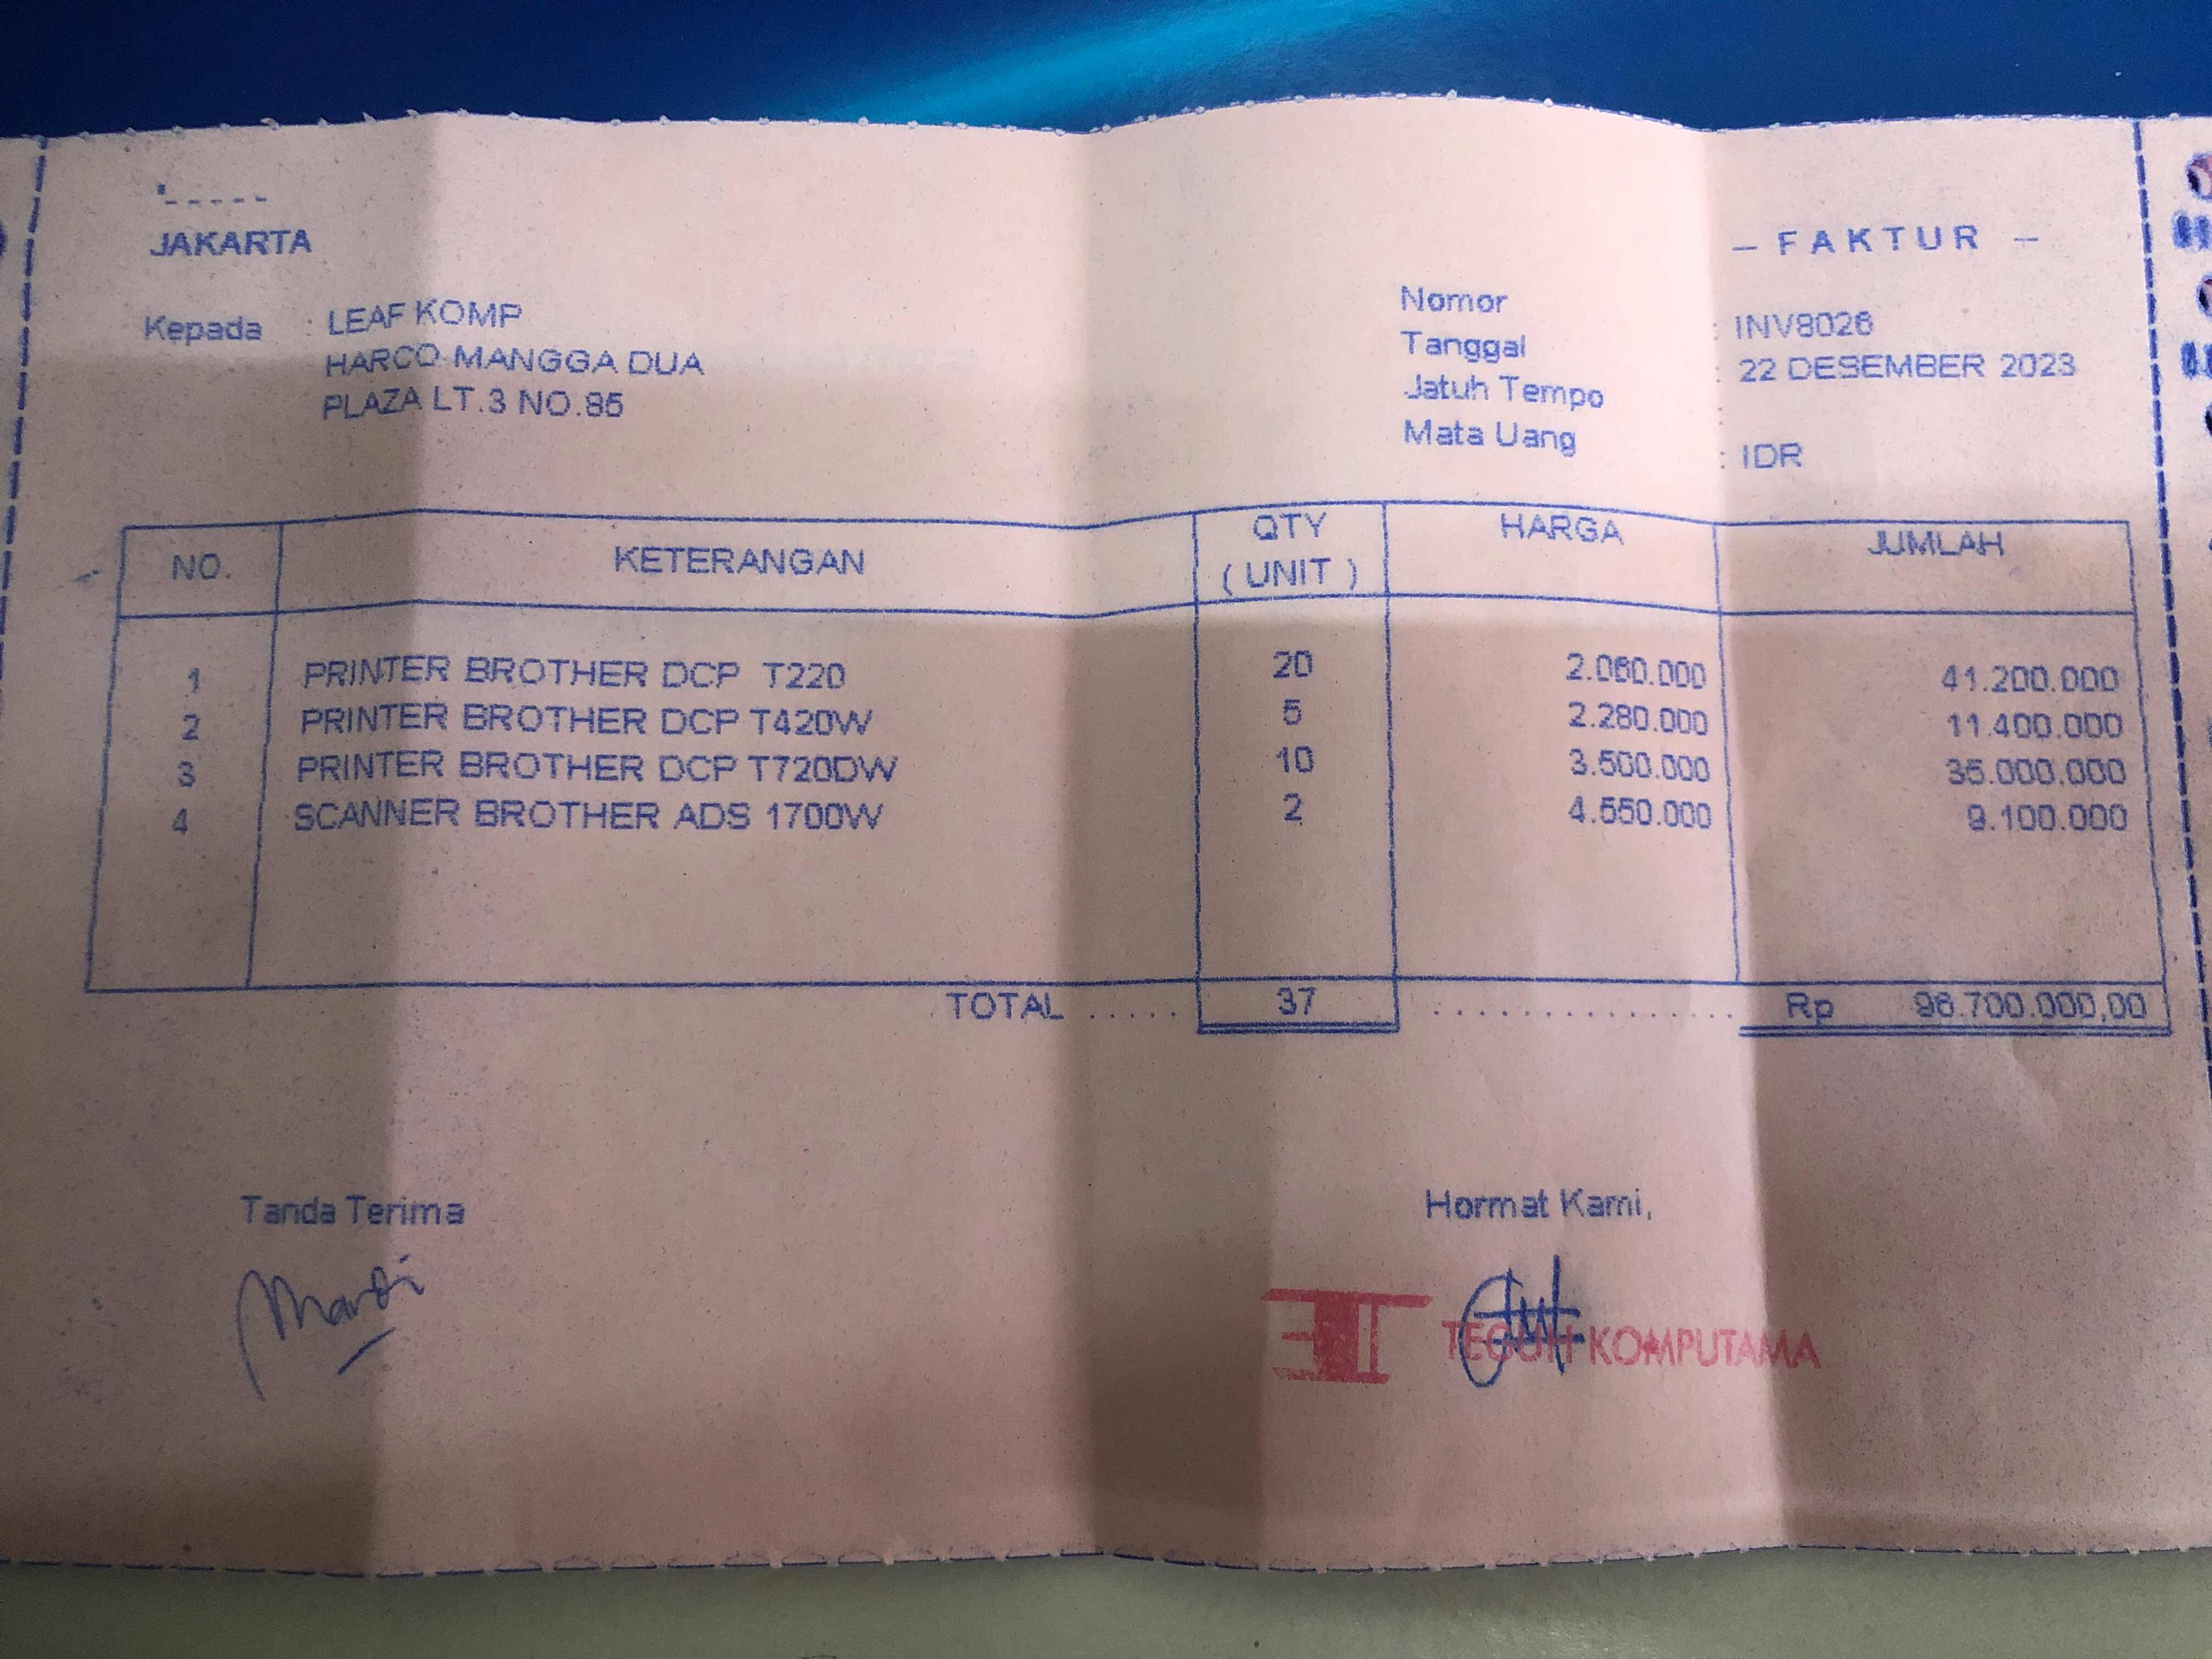 JAKARTA
– FAKTUR –
Kepada : LEAF KOMP
HARCO MANGGA DUA
PLAZA LT.3 NO.85
Nomor : INV8026
Tanggal : 22 DESEMBER 2023
Jatuh Tempo :
Mata Uang : IDR
NO. KETERANGAN QTY HARGA JUMLAH
( UNIT )
1 PRINTER BROTHER DCP T220 20 2.060.000 41.200.000
2 PRINTER BROTHER DCP T420W 5 2.280.000 11.400.000
3 PRINTER BROTHER DCP T720DW 10 3.500.000 35.000.000
4 SCANNER BROTHER ADS 1700W 2 4.550.000 9.100.000
TOTAL ..... 37 ................ Rp 96.700.000,00
Tanda Terima
Hormat Kami,
TEGUH KOMPUTAMA